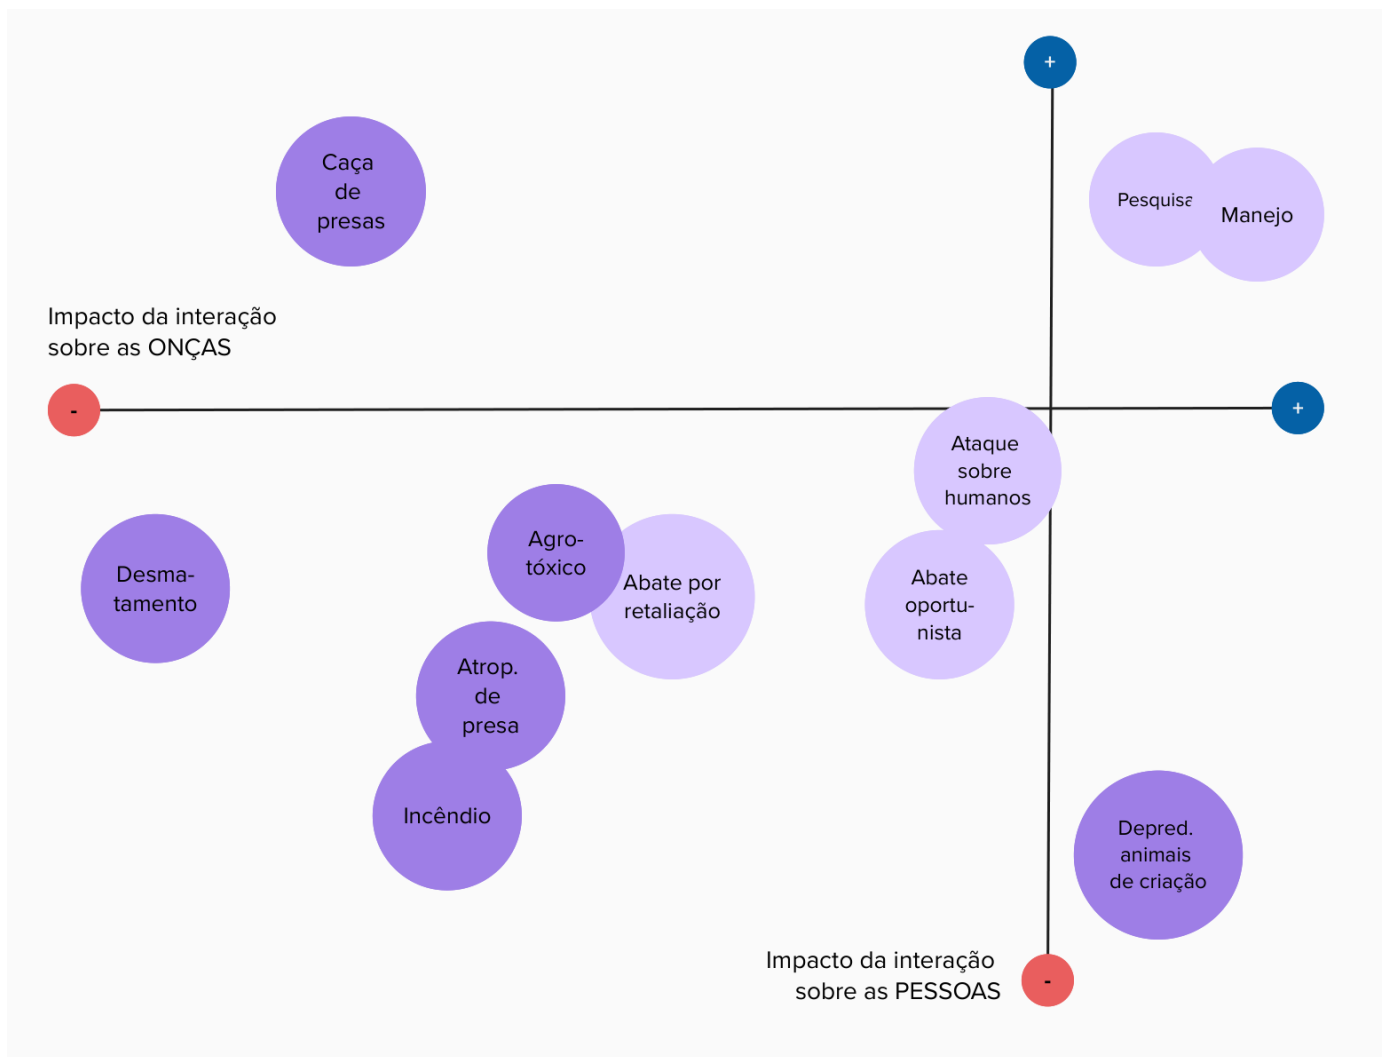 +
Caça
de
presas
Pesquisa
Manejo
Impacto da interação
sobre as ONÇAS
-
+
Ataque
sobre
humanos
Agro-
tóxico
Desma-
tamento
Abate por
retaliação
Abate
oportu-
nista
Atrop.
de
presa
Incêndio
Depred.
animais
de criação
Impacto da interação
sobre as PESSOAS
-